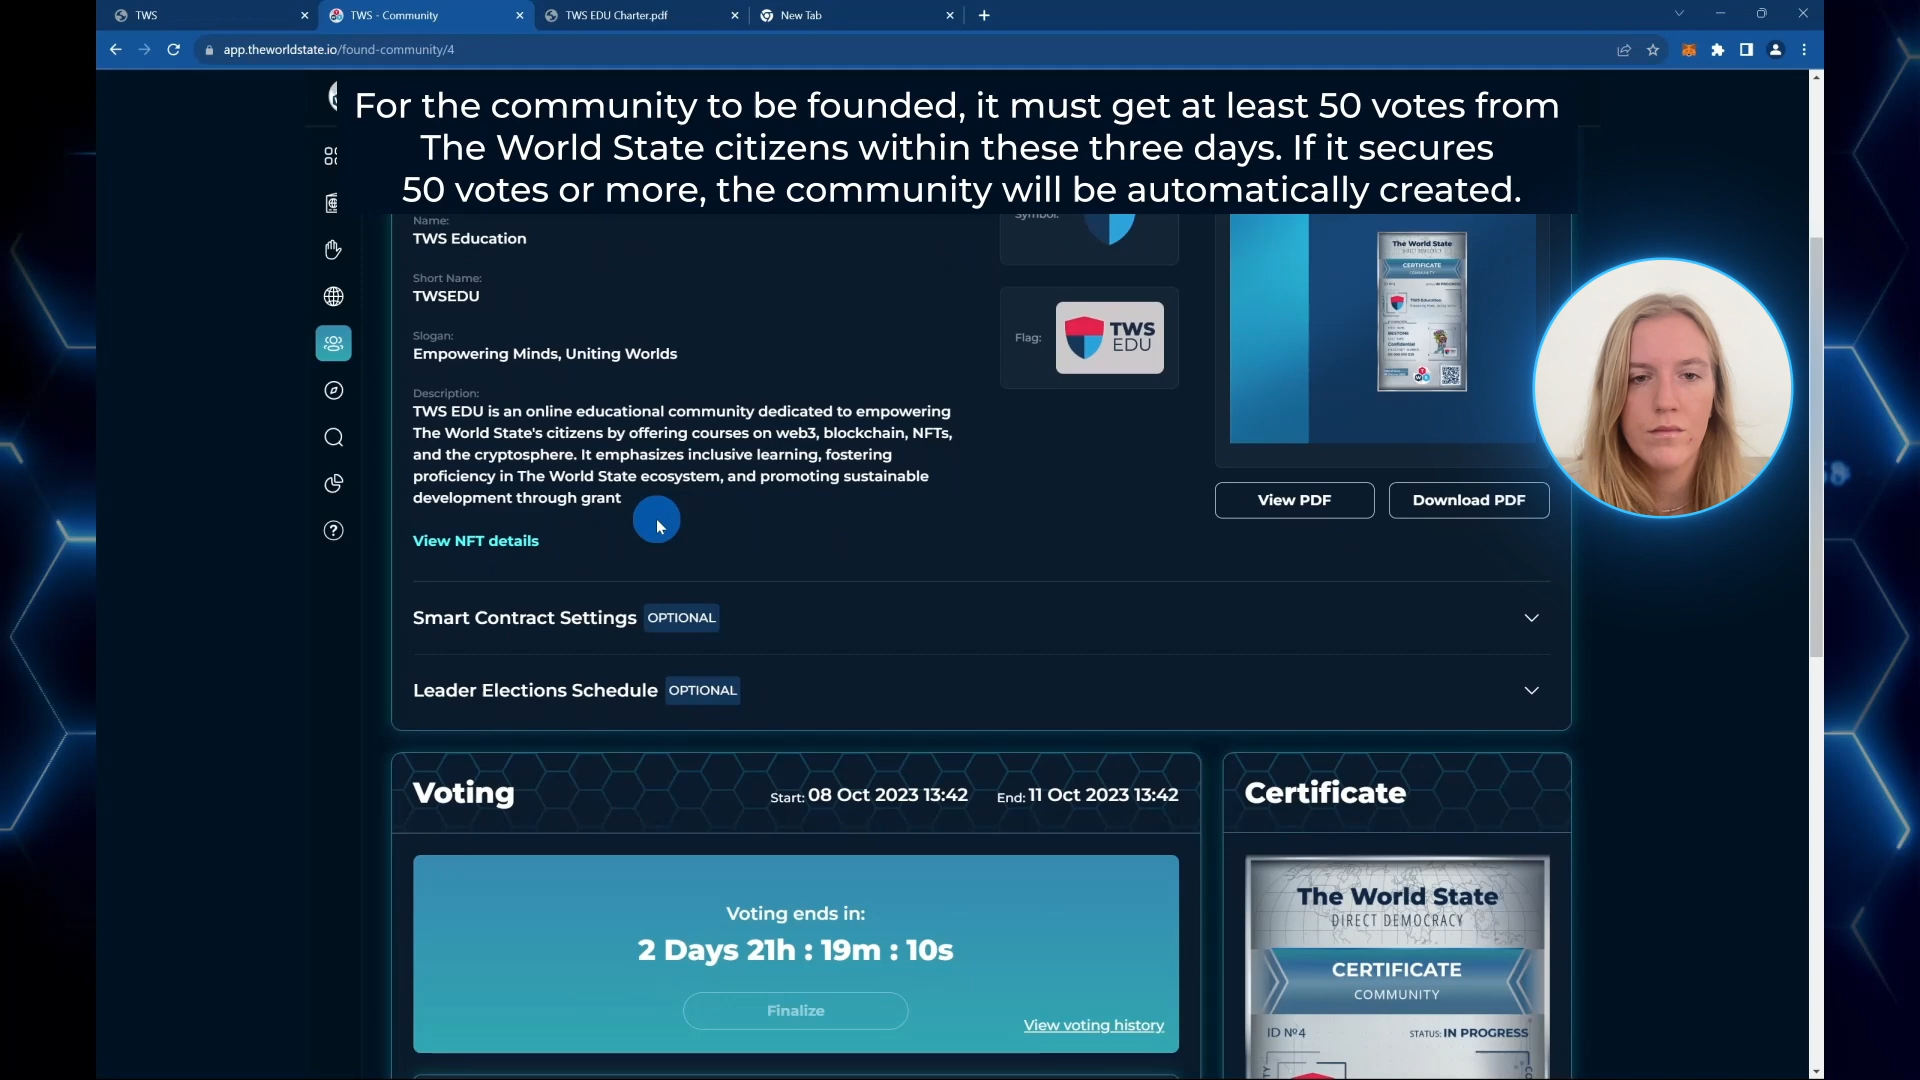 TWS
TWS - Community
TWS EDU Charter.pdf
New Tab
app.theworldstate.io/found-community/4
For the community to be founded, it must get at least 50 votes from
The World State citizens within these three days. If it secures
50 votes or more, the community will be automatically created.
Name:
TWS Education
Symbol:
Short Name:
TWSEDU
Slogan:
Empowering Minds, Uniting Worlds
Flag:
TWS
EDU
Description:
TWS EDU is an online educational community dedicated to empowering
The World State's citizens by offering courses on web3, blockchain, NFTs,
and the cryptosphere. It emphasizes inclusive learning, fostering
proficiency in The World State ecosystem, and promoting sustainable
development through grant
View NFT details
The World State
DIRECT DEMOCRACY
CERTIFICATE
COMMUNITY
View PDF
Download PDF
Smart Contract Settings OPTIONAL
Leader Elections Schedule OPTIONAL
Voting
Start: 08 Oct 2023 13:42
End: 11 Oct 2023 13:42
Voting ends in:
2 Days 21h : 19m : 10s
Finalize
View voting history
Certificate
The World State
DIRECT DEMOCRACY
CERTIFICATE
COMMUNITY
ID Nº4
STATUS: IN PROGRESS